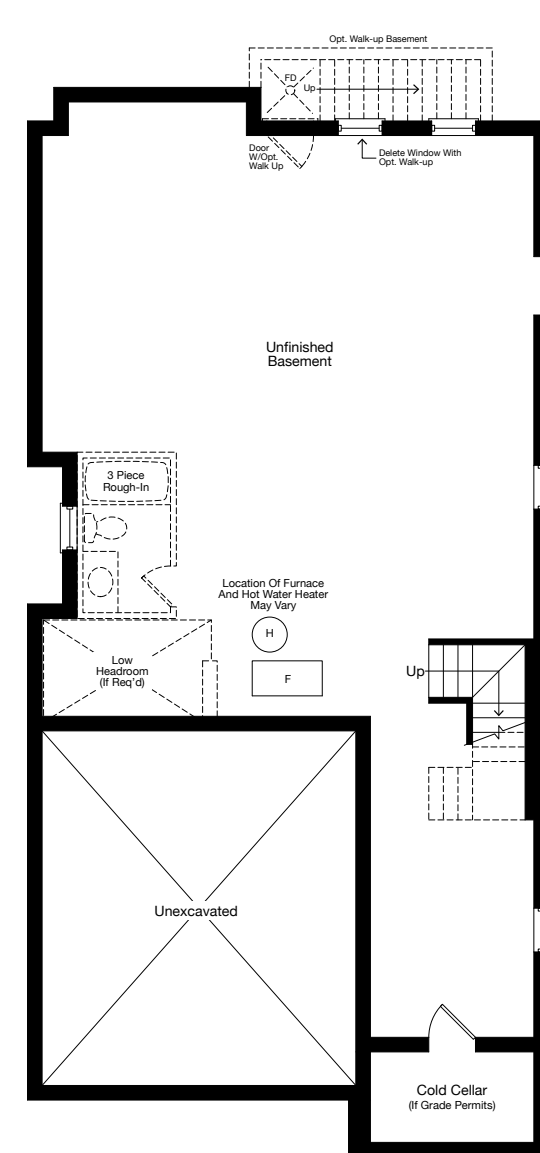 Opt. Walk-up Basement
FD
Up
Door
W/Opt.
Walk Up
Delete Window With
Opt. Walk-up
Unfinished
Basement
3 Piece
Rough-In
Location Of Furnace
And Hot Water Heater
May Vary
H
F
Low
Headroom
(If Req'd)
Up
Unexcavated
Cold Cellar
(If Grade Permits)